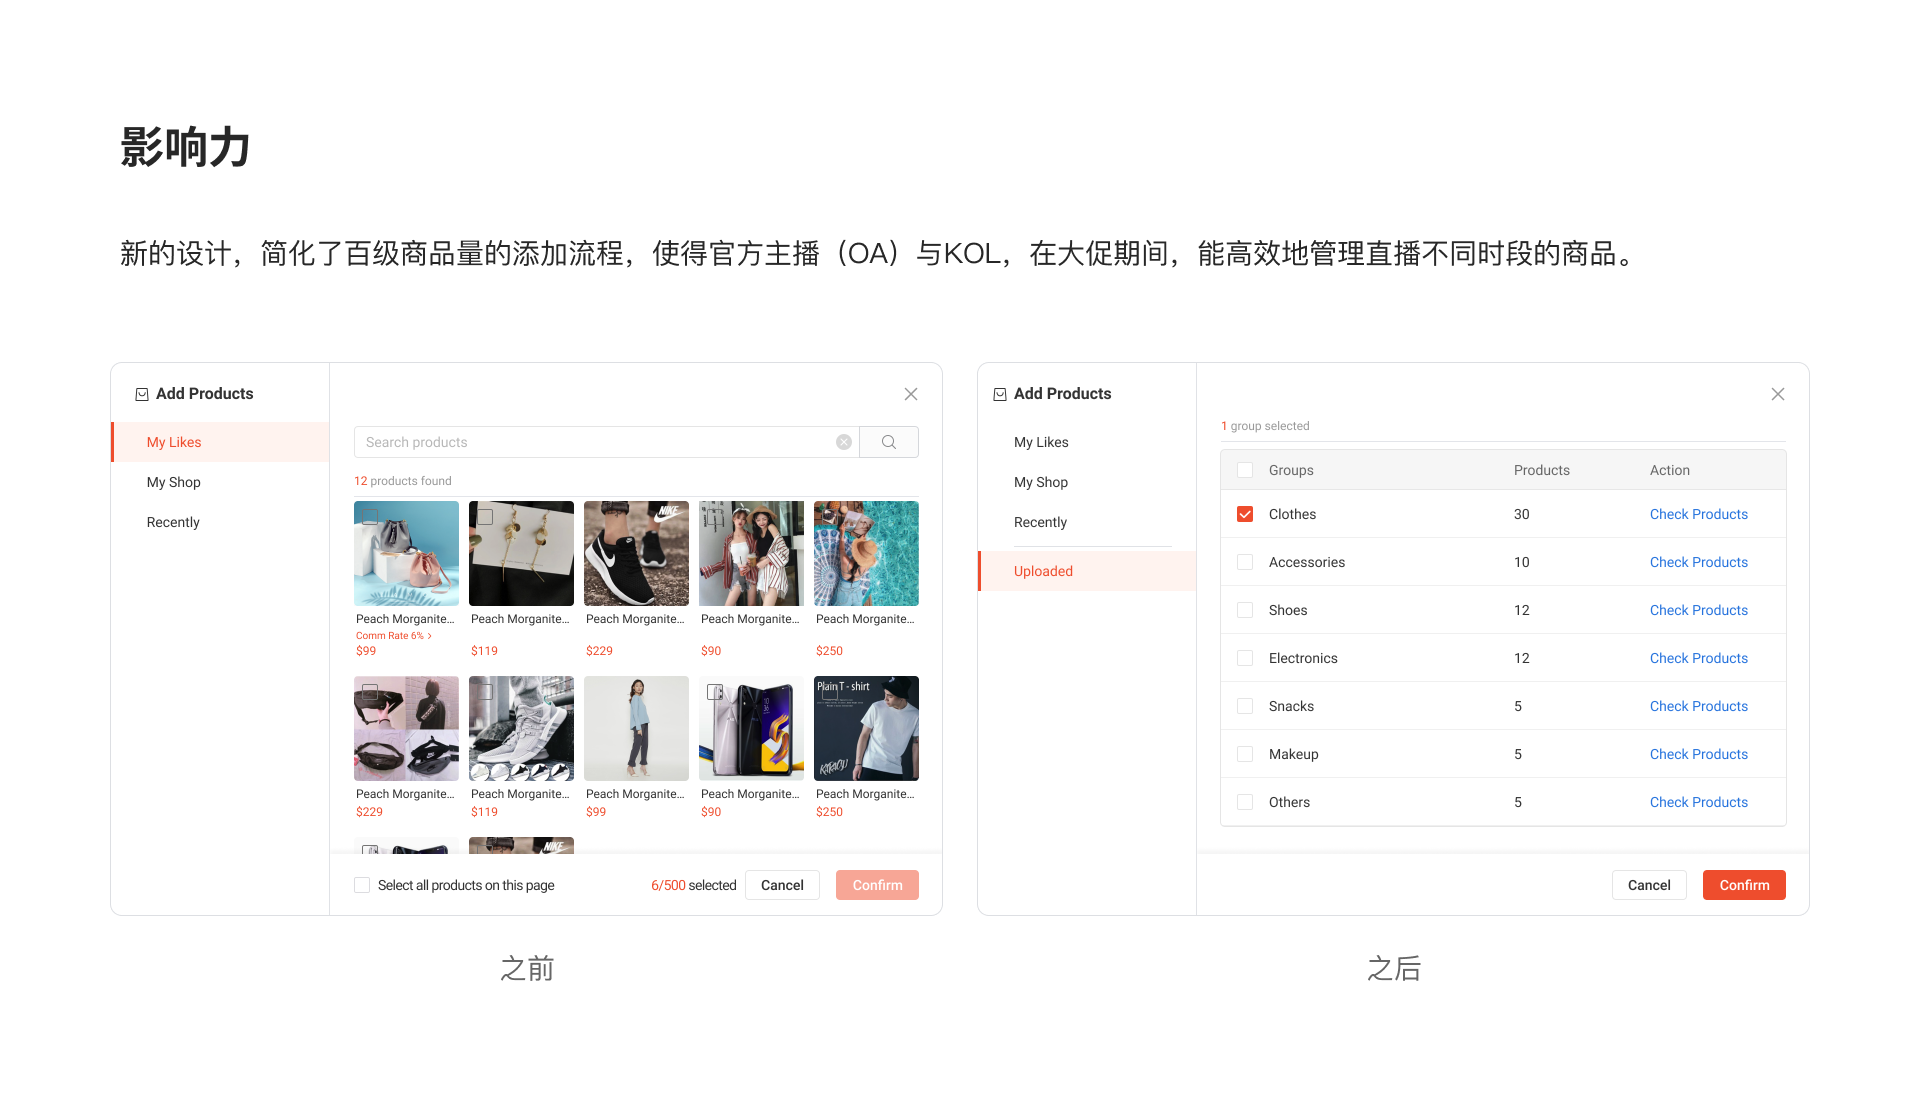 影响力
新的设计，简化了百级商品量的添加流程，使得官方主播（OA）与KOL，在大促期间，能高效地管理直播不同时段的商品。
Add Products
My Likes
My Shop
Recently
Search products
12 products found
NIKE
Peach Morganite...
Comm Rate 6% >
$99
Peach Morganite...
$119
Peach Morganite...
$229
Peach Morganite...
$90
Peach Morganite...
$250
Plain T - shirt
Peach Morganite...
$229
Peach Morganite...
$119
Peach Morganite...
$99
Peach Morganite...
$90
Peach Morganite...
$250
NIKE
Select all products on this page
6/500 selected
Cancel
Confirm
之前
Add Products
My Likes
My Shop
Recently
Uploaded
1 group selected
Groups Products Action
Clothes 30 Check Products
Accessories 10 Check Products
Shoes 12 Check Products
Electronics 12 Check Products
Snacks 5 Check Products
Makeup 5 Check Products
Others 5 Check Products
Cancel
Confirm
之后